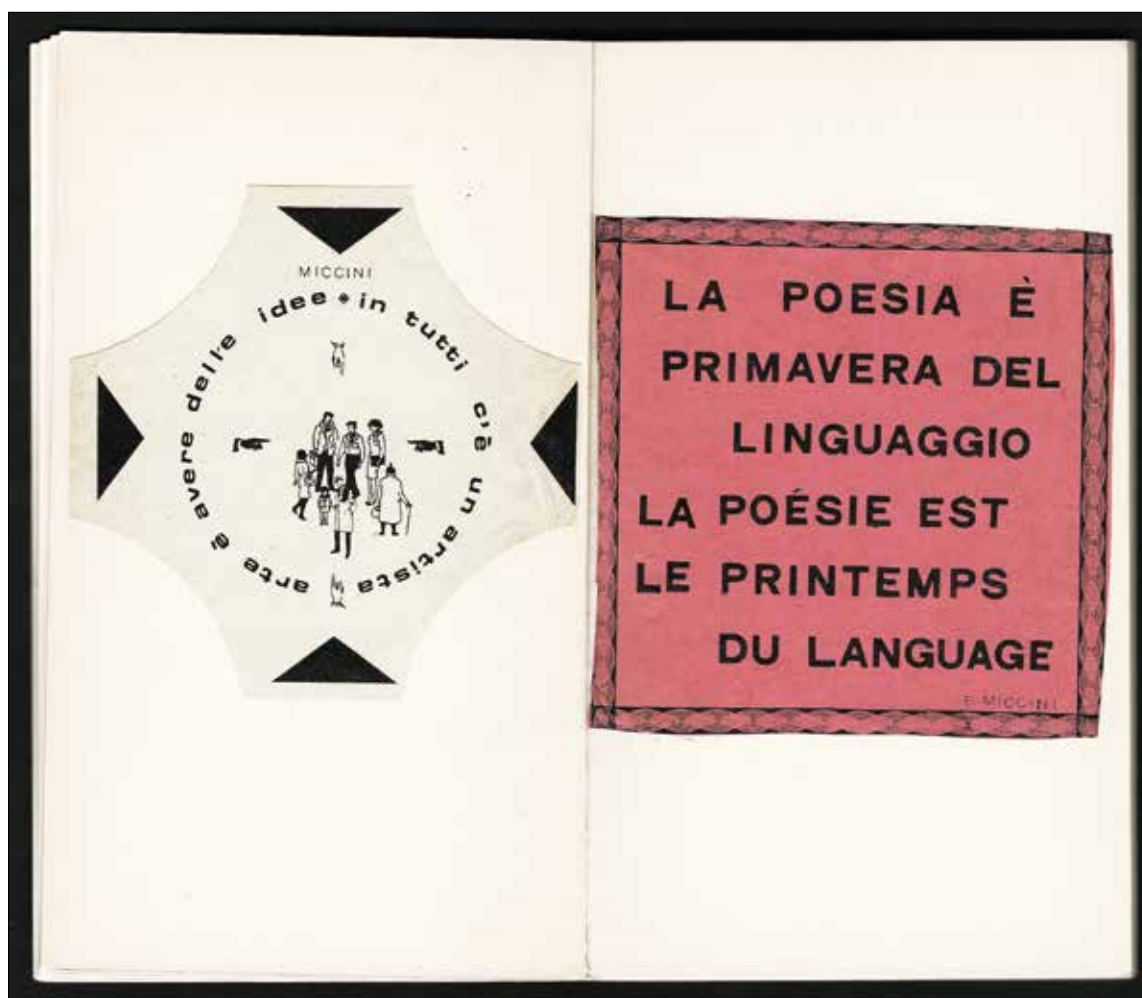 MICCINI
in tutti c'è un artista arte è avere delle idee *
LA POESIA È
PRIMAVERA DEL
LINGUAGGIO
LA POÉSIE EST
LE PRINTEMPS
DU LANGUAGE
E. MICCINI